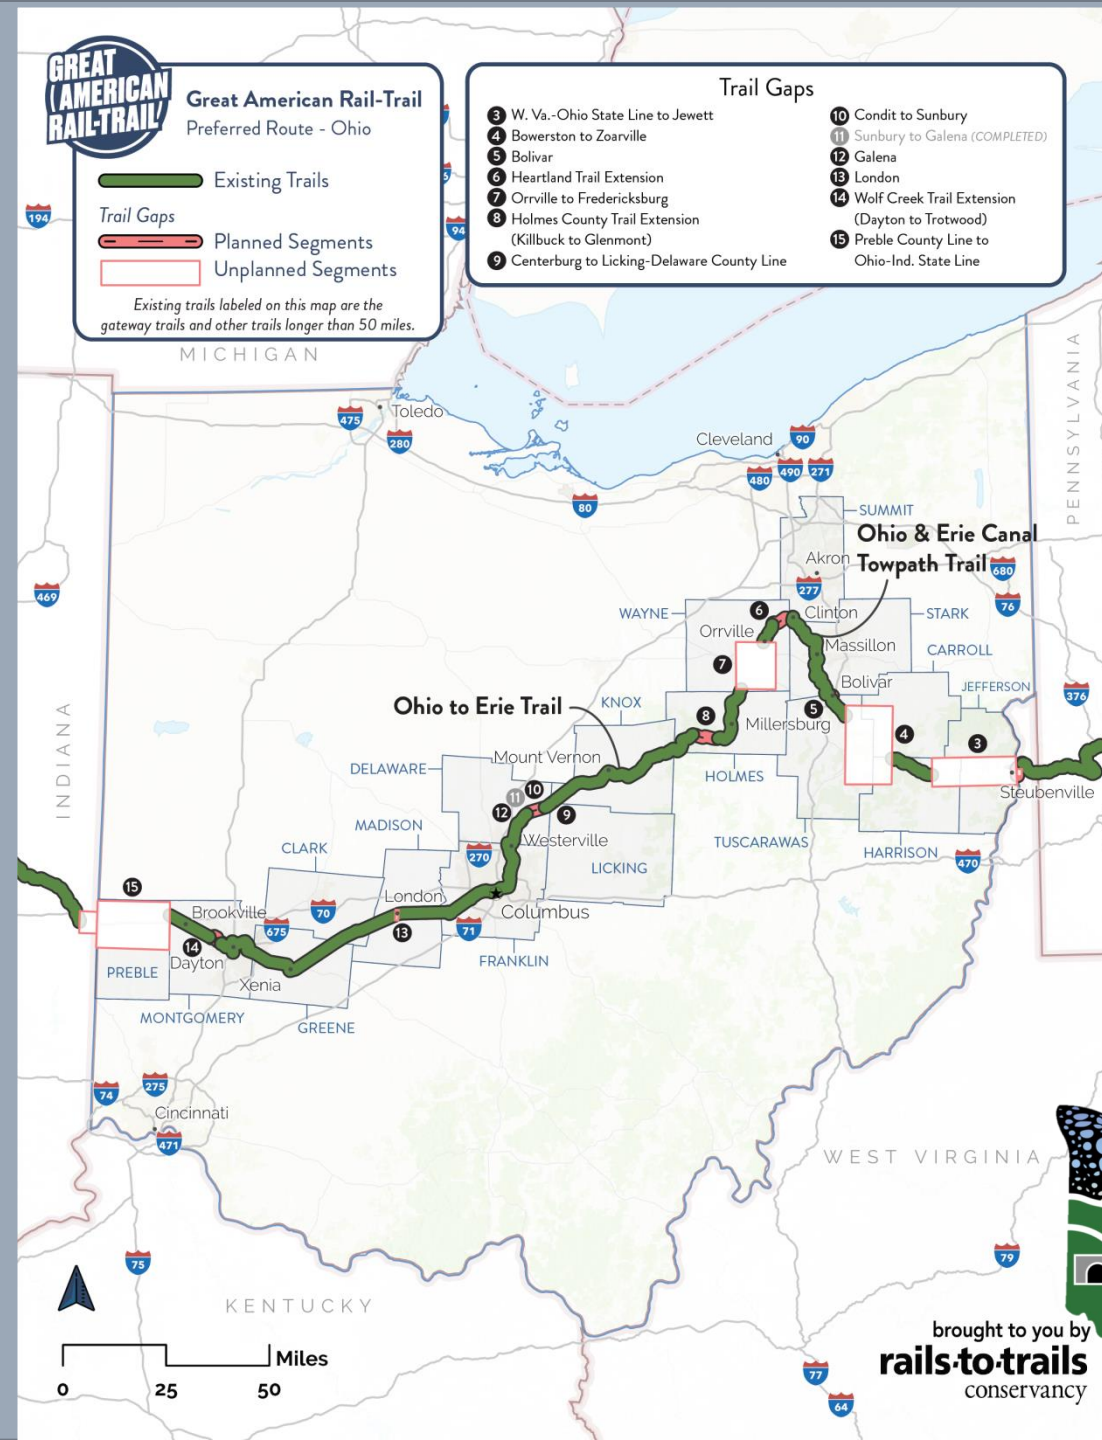 GREAT
AMERICAN
RAIL-TRAIL
Great American Rail-Trail
Preferred Route - Ohio
Existing Trails
Trail Gaps
Planned Segments
Unplanned Segments
Existing trails labeled on this map are the
gateway trails and other trails longer than 50 miles.
Trail Gaps
3 W. Va.-Ohio State Line to Jewett
4 Bowerston to Zoarville
5 Bolivar
6 Heartland Trail Extension
7 Orrville to Fredericksburg
8 Holmes County Trail Extension
(Killbuck to Glenmont)
9 Centerburg to Licking-Delaware County Line
10 Condit to Sunbury
11 Sunbury to Galena (COMPLETED)
12 Galena
13 London
14 Wolf Creek Trail Extension
(Dayton to Trotwood)
15 Preble County Line to
Ohio-Ind. State Line
194
94
MICHIGAN
PENNSYLVANIA
INDIANA
475
Toledo
280
Cleveland
90
480
490
271
80
SUMMIT
Ohio & Erie Canal
Towpath Trail
Akron
277
680
76
469
WAYNE
6
Clinton
STARK
Orrville
Massillon
7
CARROLL
Bolivar
JEFFERSON
376
Ohio to Erie Trail
KNOX
8
Millersburg
5
4
3
Mount Vernon
HOLMES
DELAWARE
Steubenville
11
10
12
9
MADISON
Westerville
TUSCARAWAS
HARRISON
470
CLARK
270
LICKING
15
London
Brookville
70
675
Columbus
13
71
14
Dayton
FRANKLIN
PREBLE
Xenia
MONTGOMERY
GREENE
74
275
Cincinnati
471
WEST VIRGINIA
75
79
KENTUCKY
Miles
0 25 50
77
64
brought to you by
rails·to·trails
conservancy